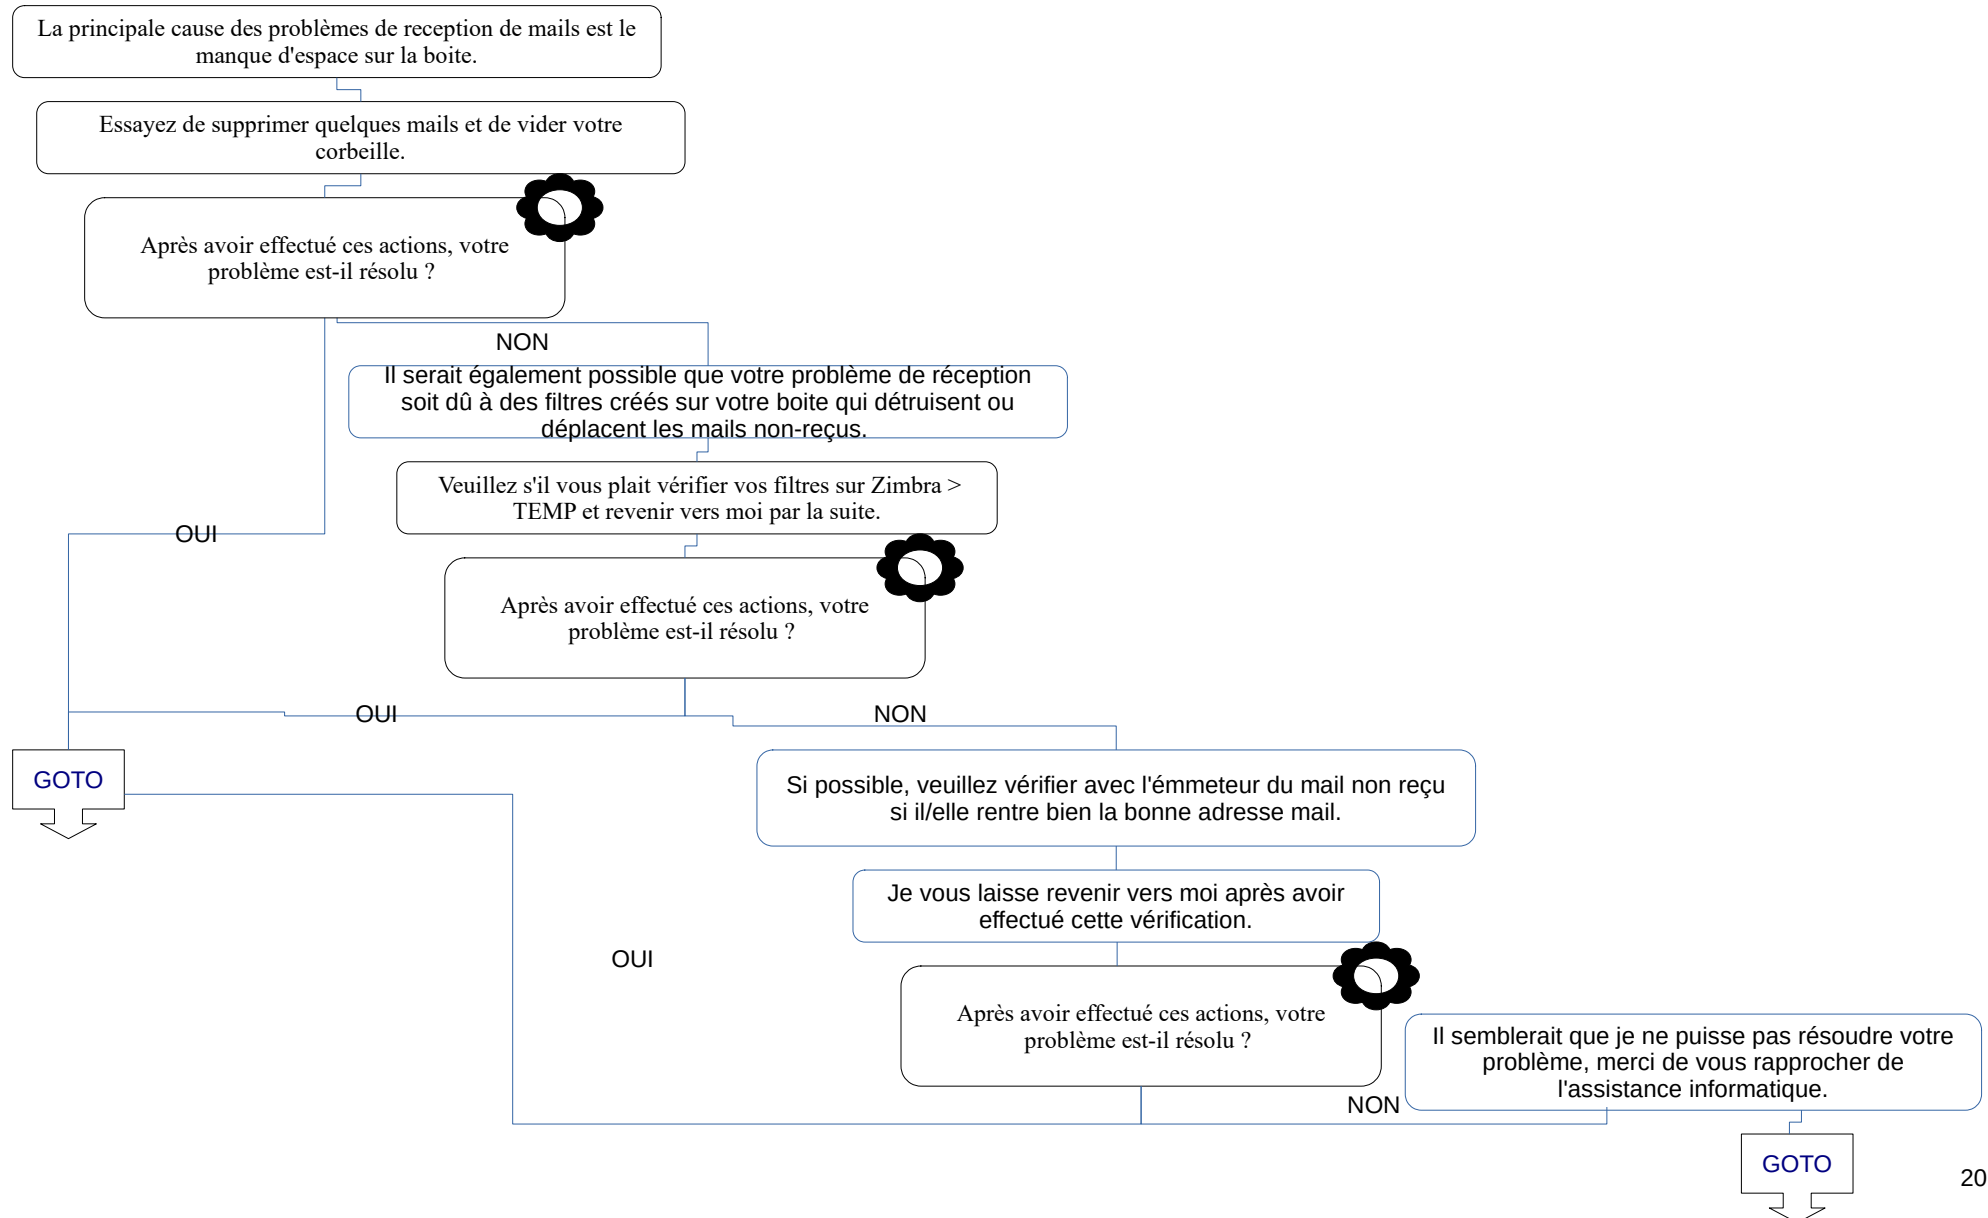 La principale cause des problèmes de reception de mails est le
manque d'espace sur la boite.
Essayez de supprimer quelques mails et de vider votre
corbeille.
Après avoir effectué ces actions, votre
problème est-il résolu ?
NON
Il serait également possible que votre problème de réception
soit dû à des filtres créés sur votre boite qui détruisent ou
déplacent les mails non-reçus.
Veuillez s'il vous plait vérifier vos filtres sur Zimbra >
TEMP et revenir vers moi par la suite.
OUI
Après avoir effectué ces actions, votre
problème est-il résolu ?
OUI
NON
GOTO
Si possible, veuillez vérifier avec l'émmeteur du mail non reçu
si il/elle rentre bien la bonne adresse mail.
Je vous laisse revenir vers moi après avoir
effectué cette vérification.
OUI
Après avoir effectué ces actions, votre
problème est-il résolu ?
Il semblerait que je ne puisse pas résoudre votre
problème, merci de vous rapprocher de
l'assistance informatique.
NON
GOTO
20